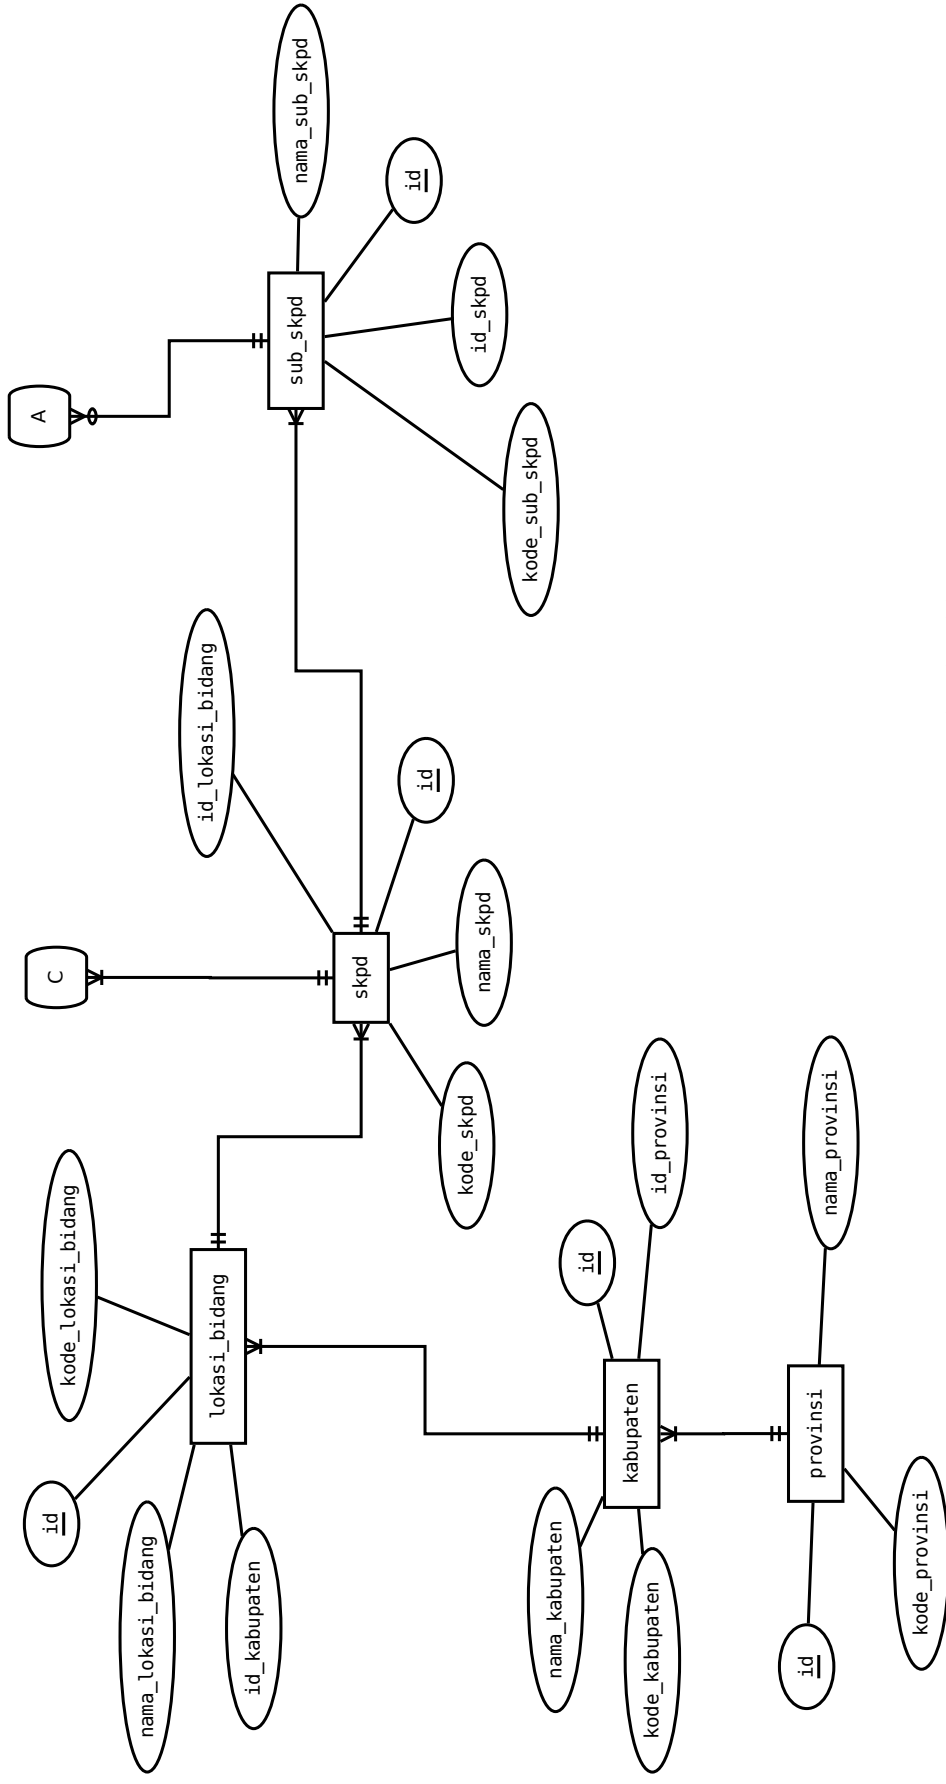 A
id
C
kode_lokasi_bidang
nama_lokasi_bidang
id_lokasi_bidang
lokasi_bidang
id_kabupaten
sub_skpd
nama_sub_skpd
skpd
id
id
kode_skpd
id_skpd
nama_skpd
kode_sub_skpd
nama_kabupaten
id
kabupaten
kode_kabupaten
id_provinsi
id
provinsi
nama_provinsi
kode_provinsi